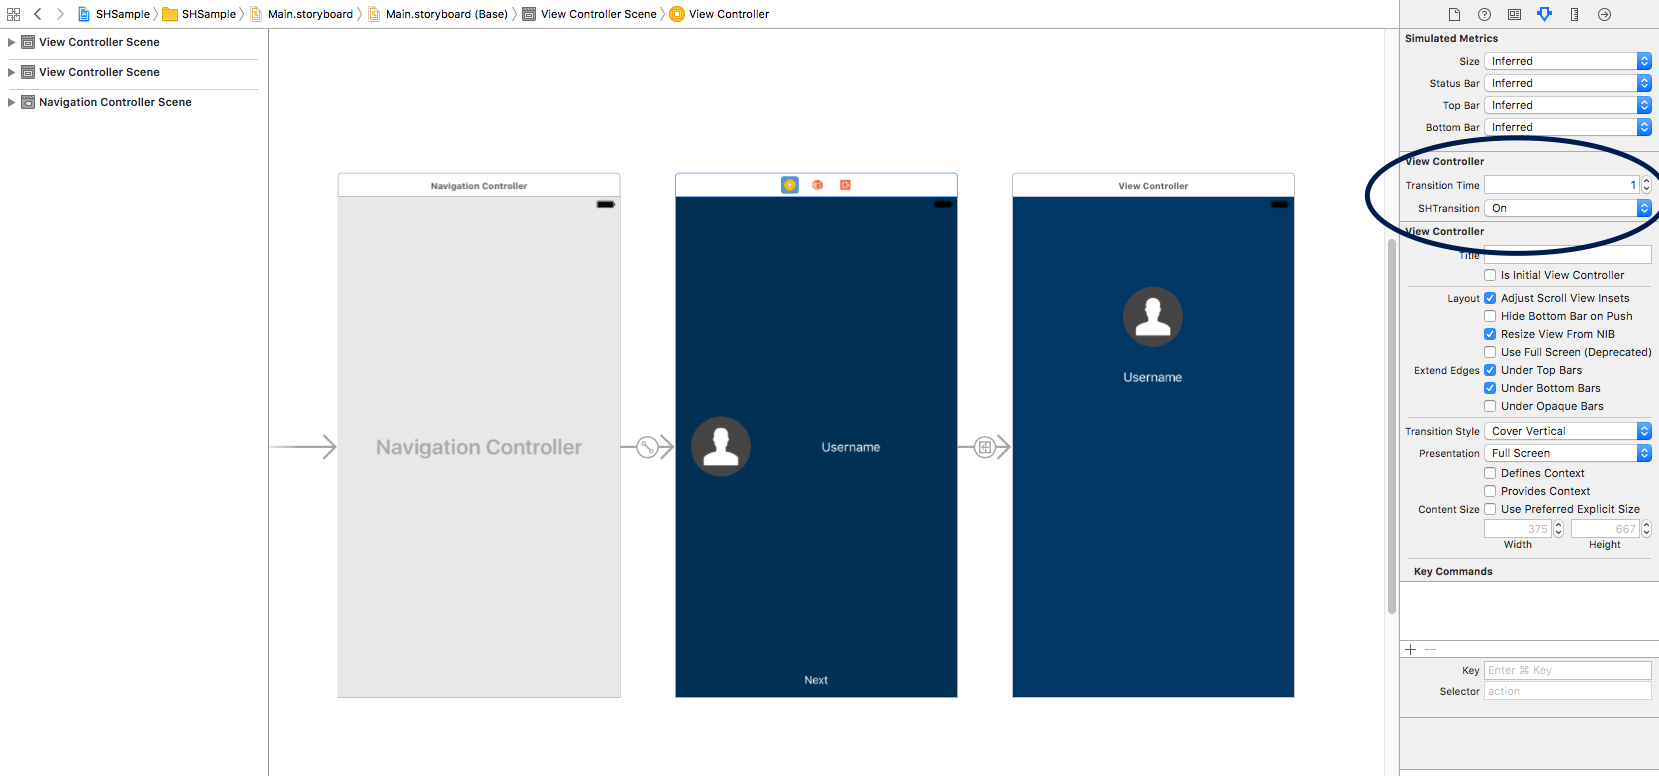 SHSample SHSample Main.storyboard Main.storyboard (Base) View Controller Scene View Controller
View Controller Scene
View Controller Scene
Navigation Controller Scene
Navigation Controller
Navigation Controller
Username
Next
View Controller
Username
Simulated Metrics
Size Inferred
Status Bar Inferred
Top Bar Inferred
Bottom Bar Inferred
View Controller
Transition Time 1
SHTransition On
View Controller
Title
Is Initial View Controller
Layout Adjust Scroll View Insets
Hide Bottom Bar on Push
Resize View From NIB
Use Full Screen (Deprecated)
Extend Edges Under Top Bars
Under Bottom Bars
Under Opaque Bars
Transition Style Cover Vertical
Presentation Full Screen
Defines Context
Provides Context
Content Size Use Preferred Explicit Size
375 667
Width Height
Key Commands
Key Enter ⌘ Key
Selector action